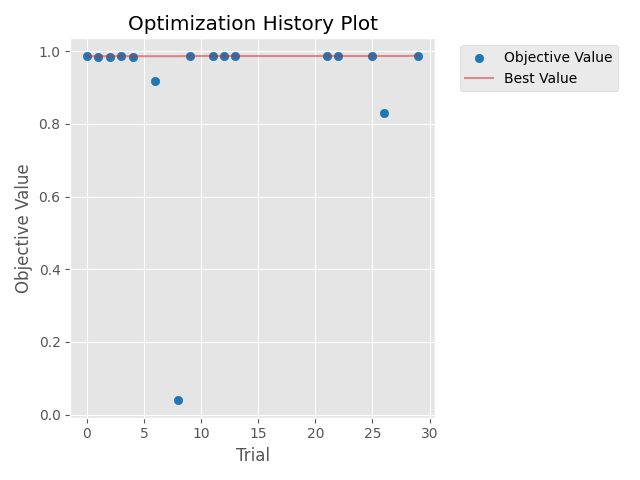 Optimization History Plot
1.0
0.8
0.6
0.4
0.2
0.0
Objective Value
0 5 10 15 20 25 30
Trial
Objective Value
Best Value